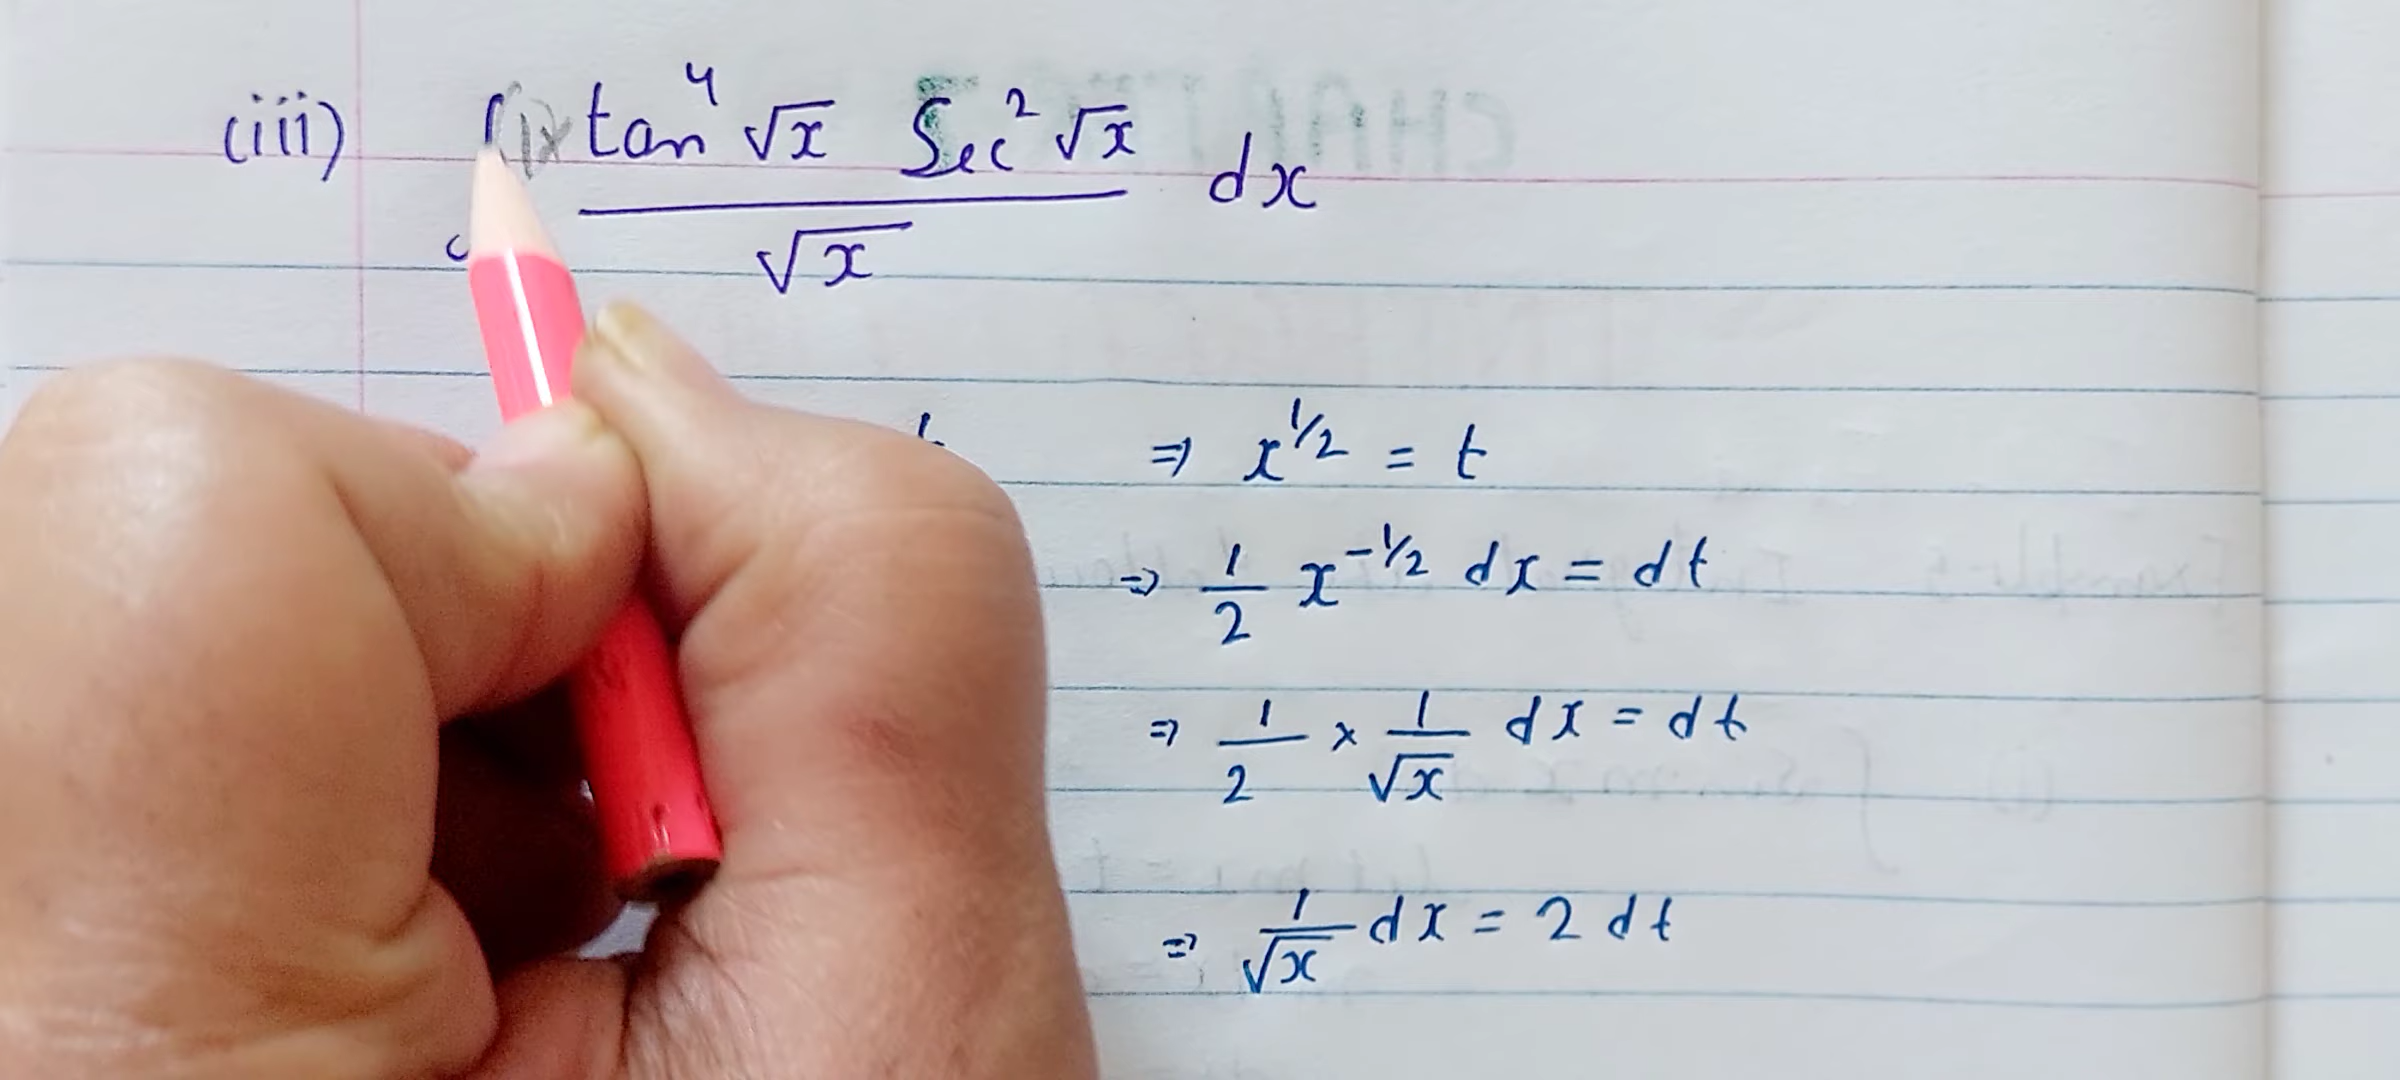 (iii) ∫ tan⁴ √x Sec² √x / √x dx
t ⇒ x^1/2 = t
⇒ 1/2 x^-1/2 dx = dt
⇒ 1/2 × 1/√x dx = dt
⇒ 1/√x dx = 2 dt